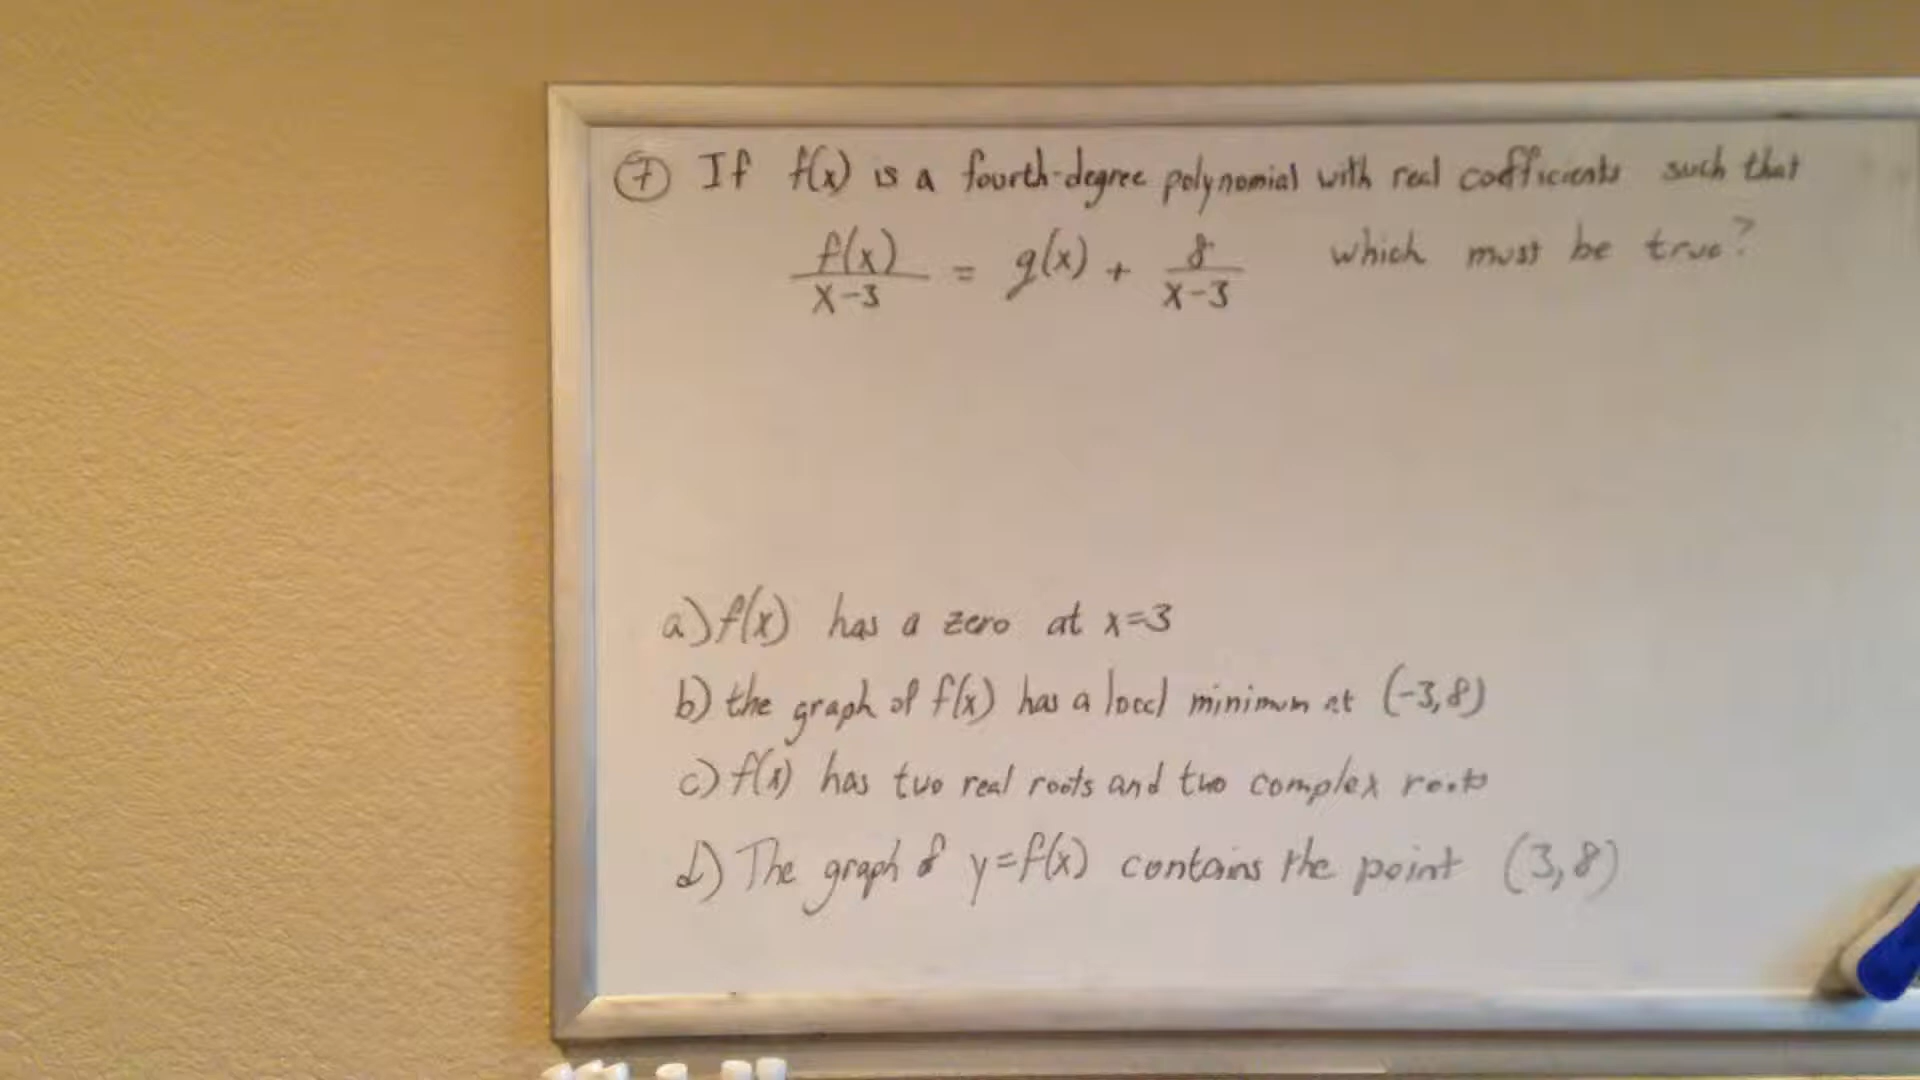 ⑦ If f(x) is a fourth-degree polynomial with real coefficients such that
f(x)/(x-3) = g(x) + 8/(x-3) which must be true?
a) f(x) has a zero at x=3
b) the graph of f(x) has a local minimum at (-3,8)
c) f(x) has two real roots and two complex roots
d) The graph of y=f(x) contains the point (3,8)